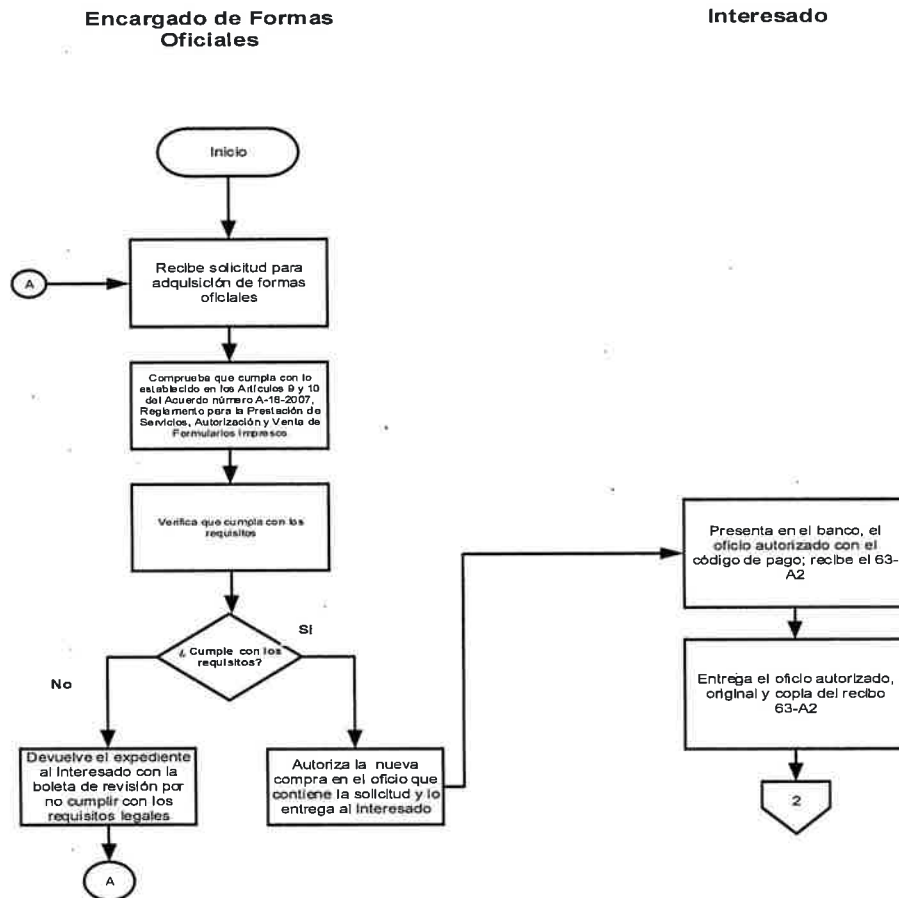 Encargado de Formas
Oficiales
Interesado
Inicio
A
Recibe solicitud para
adquisición de formas
oficiales
Comprueba que cumpla con lo
establecido en los Artículos 9 y 10
del Acuerdo número A-18-2007,
Reglamento para la Prestación de
Servicios, Autorización y Venta de
Formularios Impresos
Verifica que cumpla con los
requisitos
¿ Cumple con los
requisitos?
Si
No
Devuelve el expediente
al Interesado con la
boleta de revisión por
no cumplir con los
requisitos legales
A
Autoriza la nueva
compra en el oficio que
contiene la solicitud y lo
entrega al Interesado
Presenta en el banco, el
oficio autorizado con el
código de pago; recibe el 63-
A2
Entrega el oficio autorizado,
original y copia del recibo
63-A2
2